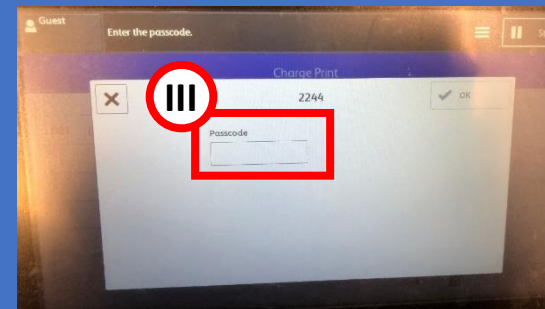 Guest
Enter the passcode.
Charge Print
III
2244
OK
Passcode